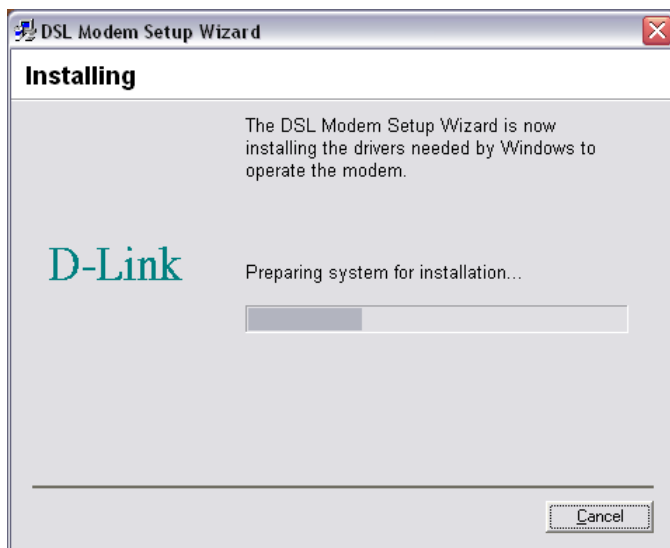 DSL Modem Setup Wizard
Installing
The DSL Modem Setup Wizard is now
installing the drivers needed by Windows to
operate the modem.
D-Link
Preparing system for installation...
Cancel